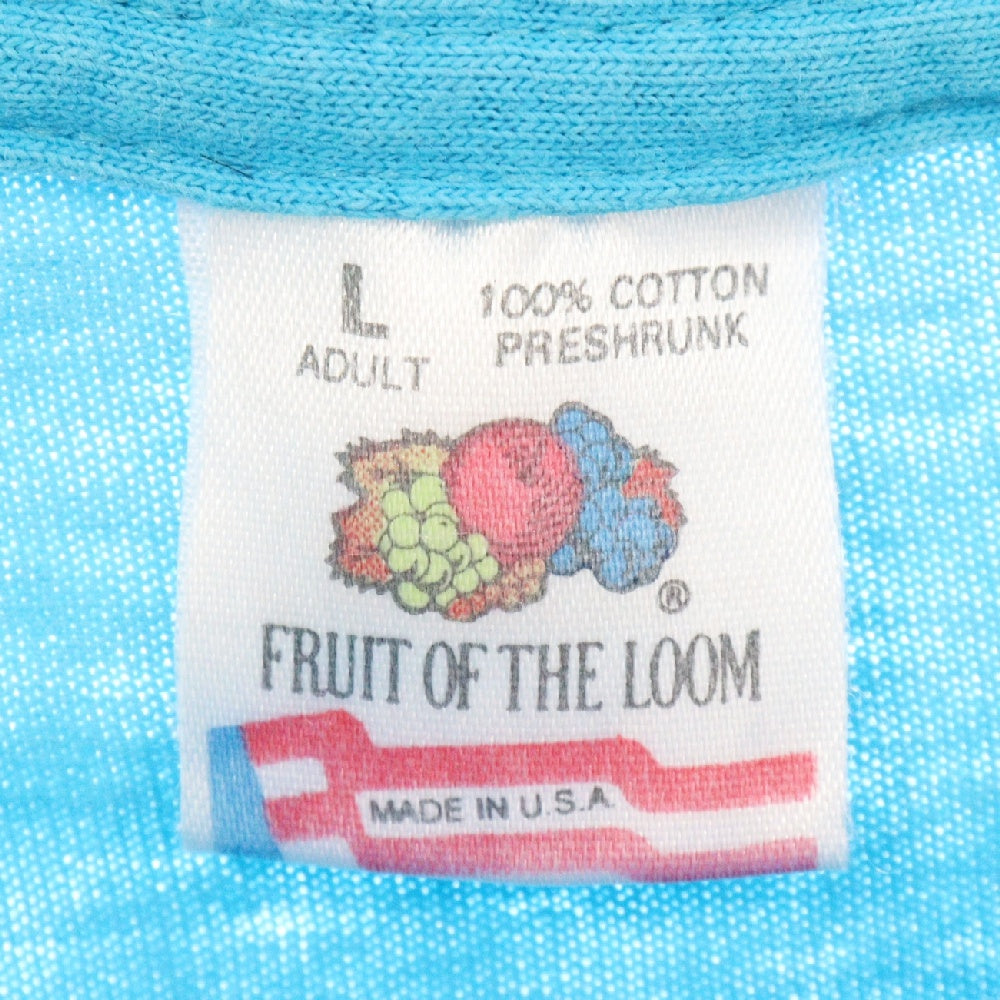 L
ADULT
100% COTTON
PRESHRUNK
®
FRUIT OF THE LOOM
MADE IN U.S.A.